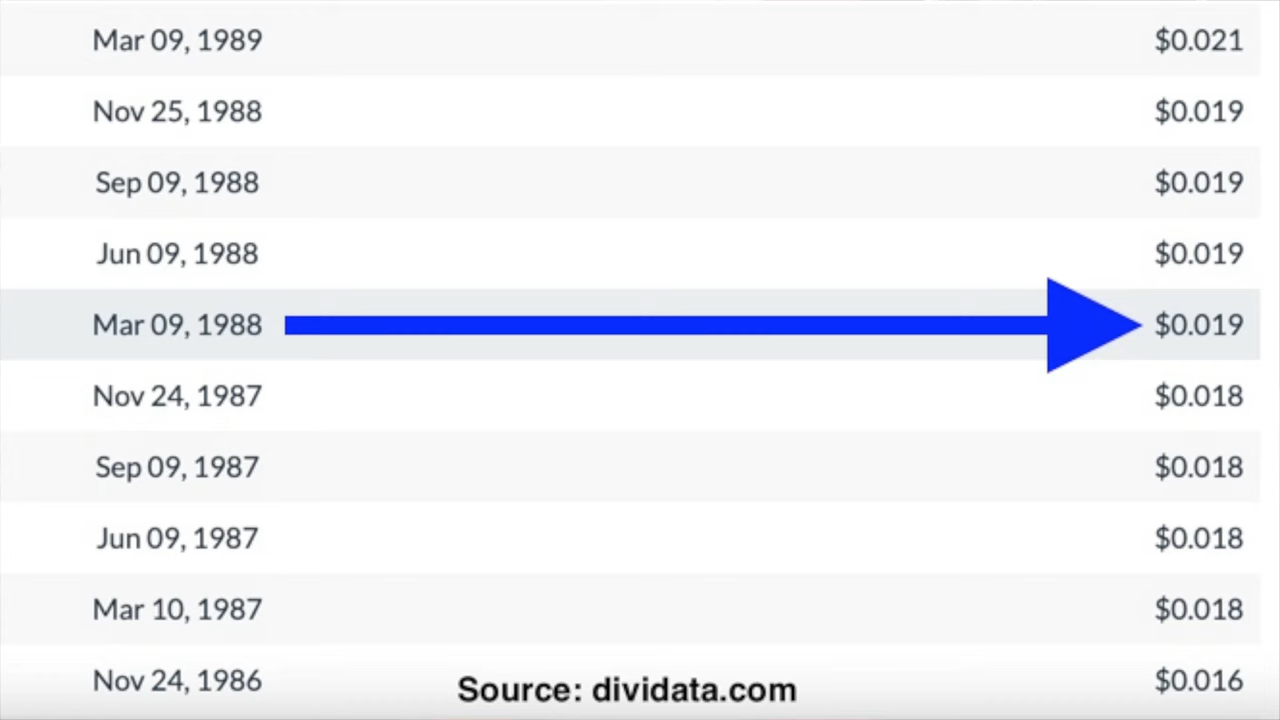 Mar 09, 1989 $0.021
Nov 25, 1988 $0.019
Sep 09, 1988 $0.019
Jun 09, 1988 $0.019
Mar 09, 1988 $0.019
Nov 24, 1987 $0.018
Sep 09, 1987 $0.018
Jun 09, 1987 $0.018
Mar 10, 1987 $0.018
Nov 24, 1986 $0.016
Source: dividata.com